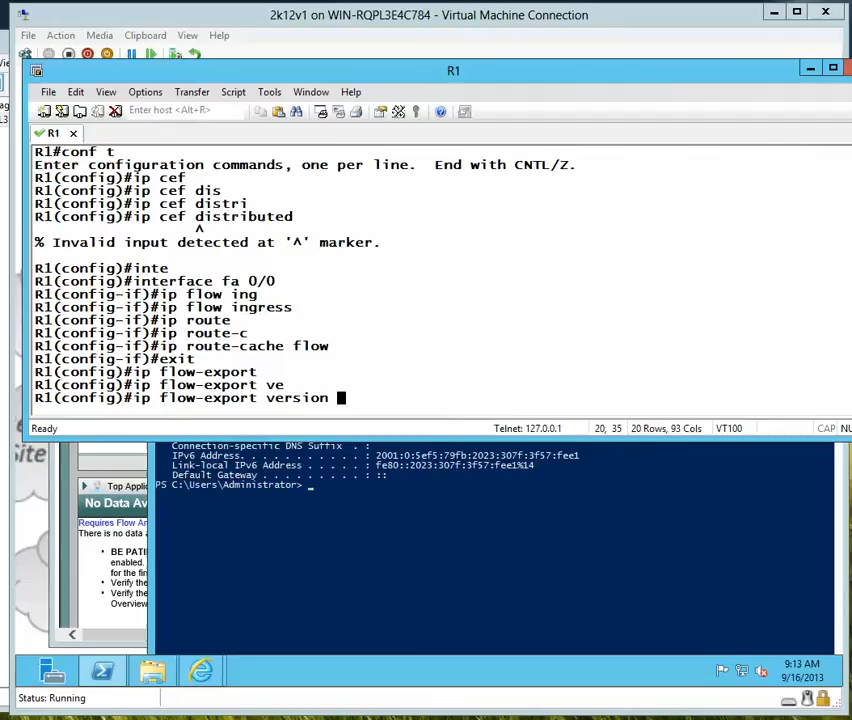 2k12v1 on WIN-RQPL3E4C784 - Virtual Machine Connection
File Action Media Clipboard View Help
R1
File Edit View Options Transfer Script Tools Window Help
Enter host <Alt+R>
R1 x
R1#conf t
Enter configuration commands, one per line. End with CNTL/Z.
R1(config)#ip cef
R1(config)#ip cef dis
R1(config)#ip cef distri
R1(config)#ip cef distributed
^
% Invalid input detected at '^' marker.
R1(config)#inte
R1(config)#interface fa 0/0
R1(config-if)#ip flow ing
R1(config-if)#ip flow ingress
R1(config-if)#ip route
R1(config-if)#ip route-c
R1(config-if)#ip route-cache flow
R1(config-if)#exit
R1(config)#ip flow-export
R1(config)#ip flow-export ve
R1(config)#ip flow-export version
Ready Telnet: 127.0.0.1 20, 35 20 Rows, 93 Cols VT100 CAP NU
Connection-specific DNS Suffix . :
IPv6 Address. . . . . . . . . . . : 2001:0:5ef5:79fb:2023:307f:3f57:fee1
Link-local IPv6 Address . . . . . : fe80::2023:307f:3f57:fee1%14
Default Gateway . . . . . . . . . : ::
PS C:\Users\Administrator> _
Site
Top Applic
No Data Av
Requires Flow An
There is no data a
• BE PATI
enabled.
for the fir
• Verify the
• Verify the
Overview
9:13 AM
9/16/2013
Status: Running